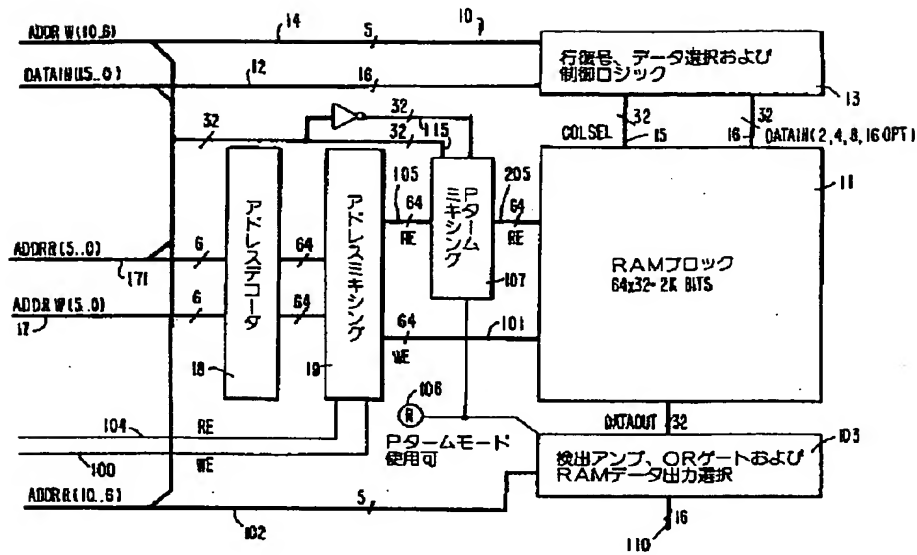 ADDRW(10,6)
14
5
10
行復号、データ選択および
制御ロジック
13
DATAIN(15..0)
12
16
32
32
32
115
32
COLSEL
15
32
16
DATAIN(2,4,8,16 OPT)
アドレスデコータ
アドレスミキシング
105
64
RE
Pタームミキシング
205
64
RE
11
RAMブロック
64x32-2K BITS
ADDRR(5..0)
171
6
64
107
ADDRW(5..0)
17
6
64
64
101
WE
18
19
106
R
104
RE
Pタームモード
使用可
DATAOUT
32
103
100
WE
検出アンプ、ORゲートおよび
RAMデータ出力選択
ADDRR(10..6)
5
102
16
110